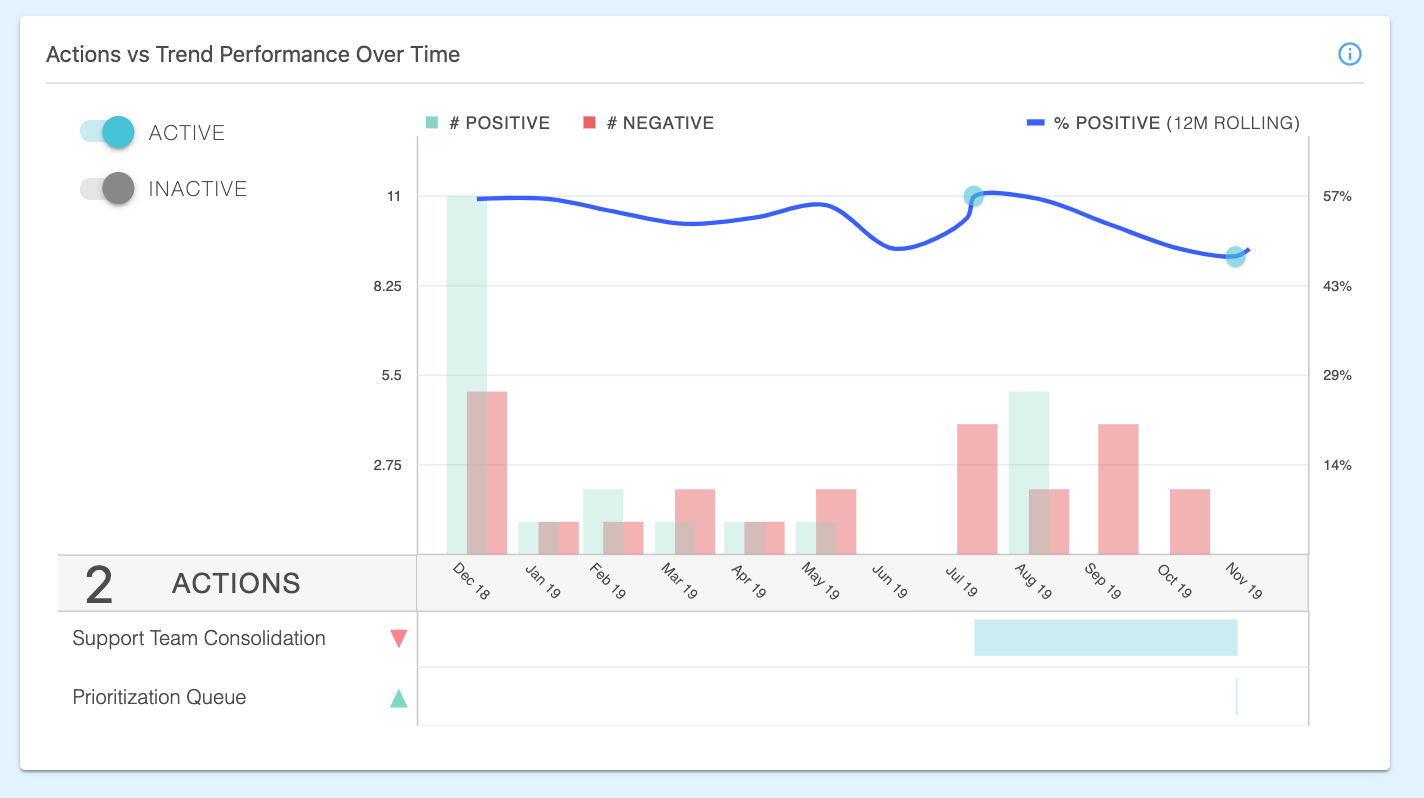 Actions vs Trend Performance Over Time
ACTIVE
INACTIVE
# POSITIVE
# NEGATIVE
% POSITIVE (12M ROLLING)
11
8.25
5.5
2.75
57%
43%
29%
14%
Dec 18
Jan 19
Feb 19
Mar 19
Apr 19
May 19
Jun 19
Jul 19
Aug 19
Sep 19
Oct 19
Nov 19
2 ACTIONS
Support Team Consolidation
Prioritization Queue